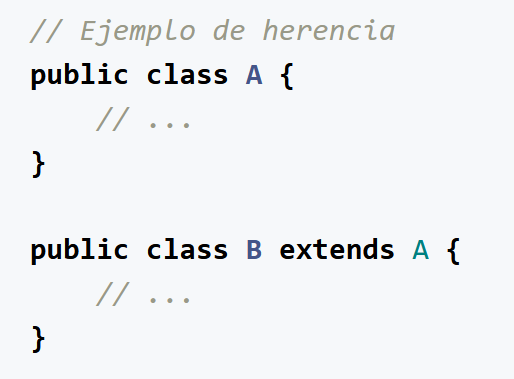 // Ejemplo de herencia
public class A {
    // ...
}

public class B extends A {
    // ...
}